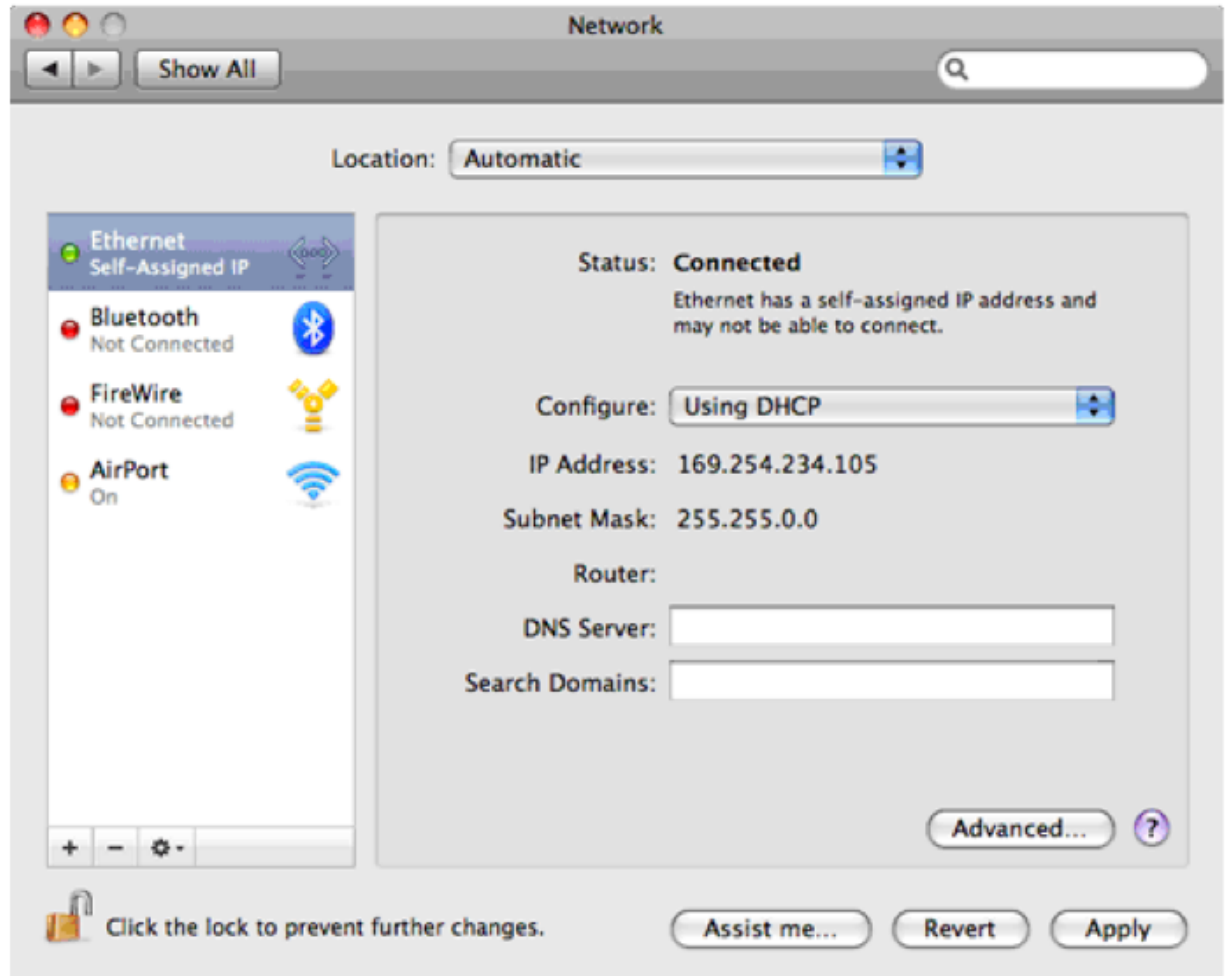 Network
Show All
Location: Automatic
Ethernet
Self-Assigned IP
Bluetooth
Not Connected
FireWire
Not Connected
AirPort
On
Status: Connected
Ethernet has a self-assigned IP address and
may not be able to connect.
Configure: Using DHCP
IP Address: 169.254.234.105
Subnet Mask: 255.255.0.0
Router:
DNS Server:
Search Domains:
Advanced... ?
Click the lock to prevent further changes.
Assist me... Revert Apply